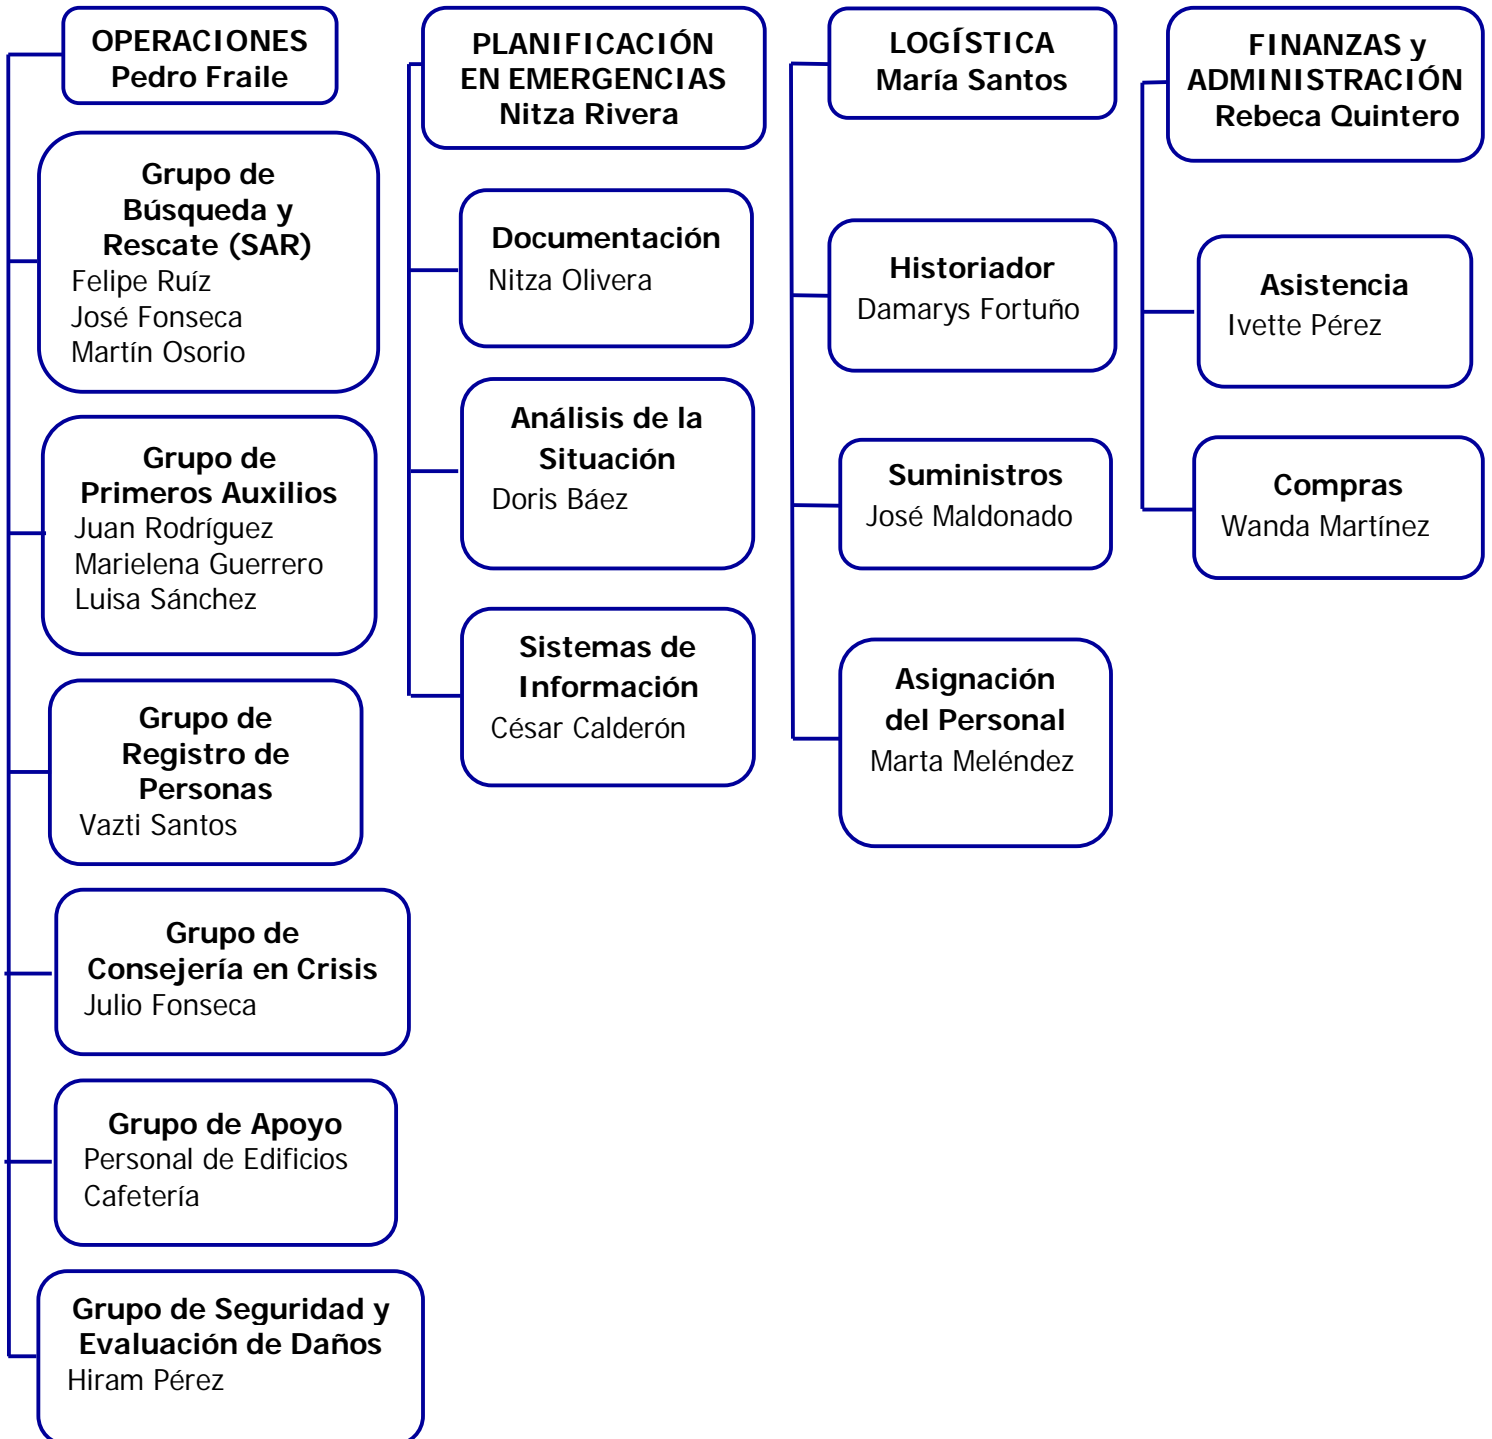 OPERACIONES
Pedro Fraile
Grupo de
Búsqueda y
Rescate (SAR)
Felipe Ruíz
José Fonseca
Martín Osorio
Grupo de
Primeros Auxilios
Juan Rodríguez
Marielena Guerrero
Luisa Sánchez
Grupo de
Registro de
Personas
Vazti Santos
Grupo de
Consejería en Crisis
Julio Fonseca
Grupo de Apoyo
Personal de Edificios
Cafetería
Grupo de Seguridad y
Evaluación de Daños
Hiram Pérez
PLANIFICACIÓN
EN EMERGENCIAS
Nitza Rivera
Documentación
Nitza Olivera
Análisis de la
Situación
Doris Báez
Sistemas de
Información
César Calderón
LOGÍSTICA
María Santos
Historiador
Damarys Fortuño
Suministros
José Maldonado
Asignación
del Personal
Marta Meléndez
FINANZAS y
ADMINISTRACIÓN
Rebeca Quintero
Asistencia
Ivette Pérez
Compras
Wanda Martínez